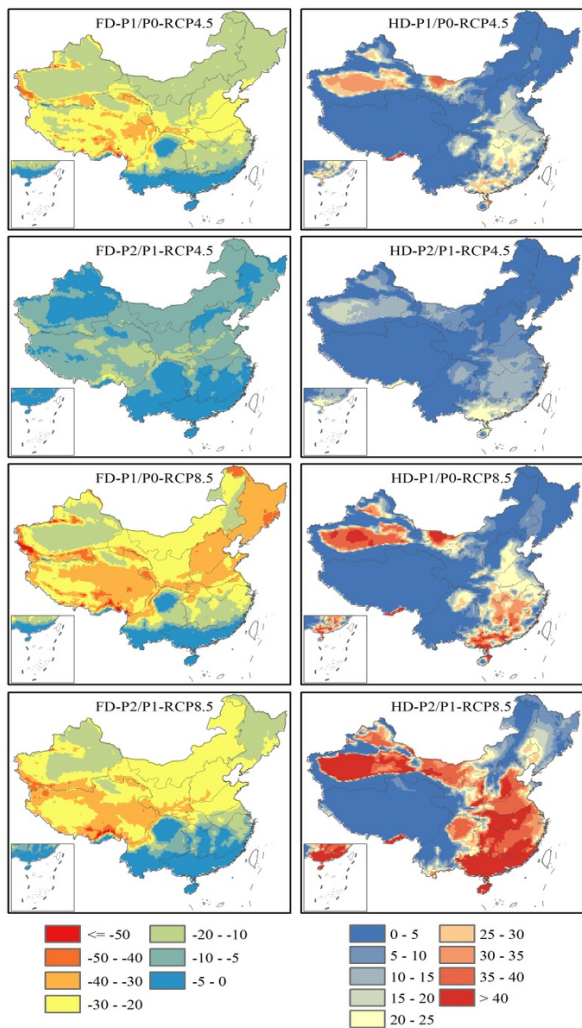 FD-P1/P0-RCP4.5
HD-P1/P0-RCP4.5
FD-P2/P1-RCP4.5
HD-P2/P1-RCP4.5
FD-P1/P0-RCP8.5
HD-P1/P0-RCP8.5
FD-P2/P1-RCP8.5
HD-P2/P1-RCP8.5
<= -50
-50 - -40
-40 - -30
-30 - -20
-20 - -10
-10 - -5
-5 - 0
0 - 5
5 - 10
10 - 15
15 - 20
20 - 25
25 - 30
30 - 35
35 - 40
> 40